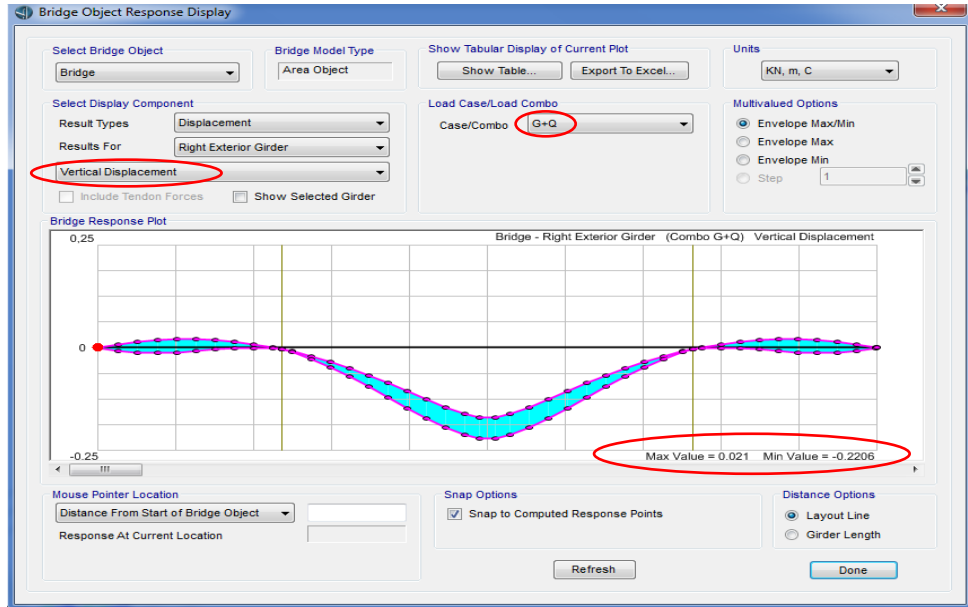 Bridge Object Response Display
Select Bridge Object
Bridge
Bridge Model Type
Area Object
Show Tabular Display of Current Plot
Show Table...
Export To Excel...
Units
KN, m, C
Select Display Component
Result Types
Displacement
Results For
Right Exterior Girder
Vertical Displacement
Include Tendon Forces
Show Selected Girder
Load Case/Load Combo
Case/Combo
G+Q
Multivalued Options
Envelope Max/Min
Envelope Max
Envelope Min
Step
1
Bridge Response Plot
0,25
Bridge - Right Exterior Girder (Combo G+Q) Vertical Displacement
0
-0.25
Max Value = 0.021 Min Value = -0.2206
Mouse Pointer Location
Distance From Start of Bridge Object
Response At Current Location
Snap Options
Snap to Computed Response Points
Distance Options
Layout Line
Girder Length
Refresh
Done